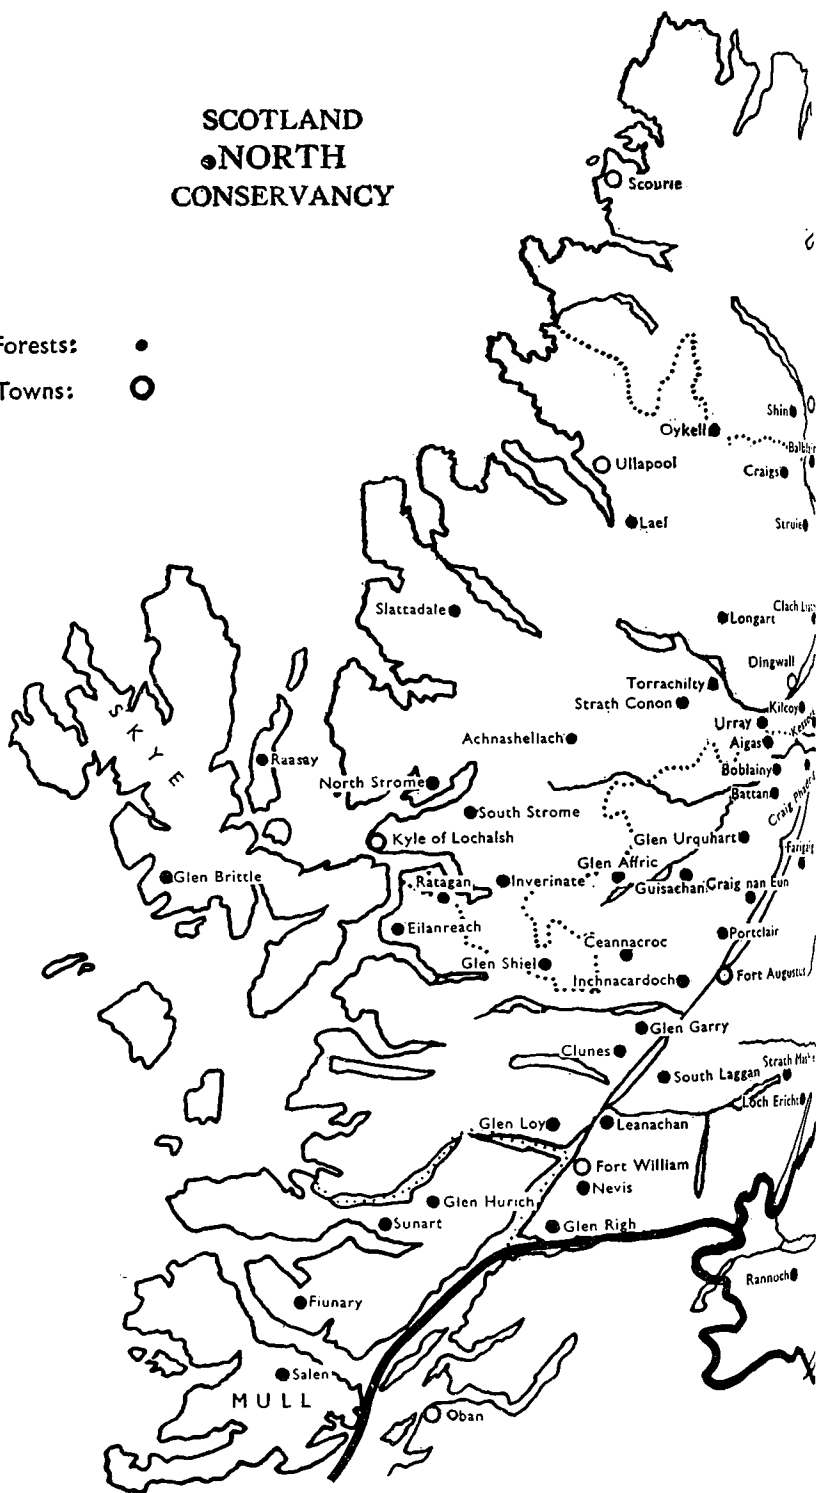 SCOTLAND
NORTH
CONSERVANCY
Scourie
Forests:
Towns:
Shin
Oykell
Ullapool
Craigs
Lael
Struie
Slattadale
Longart
Clach
Dingwall
Torrachilty
Strath Conon
Kilcoy
Urray
Achnashellach
Aigas
SKYE
Raasay
Boblainy
North Strome
Battan
Craig
South Strome
Kyle of Lochalsh
Glen Urquhart
Farigaig
Glen Affric
Glen Brittle
Ratagan
Inverinate
Guisachan
Craig nan Eun
Eilanreach
Portclair
Ceannacroc
Glen Shiel
Inchnacardoch
Fort Augustus
Glen Garry
Clunes
South Laggan
Strath
Loch Ericht
Glen Loy
Leanachan
Fort William
Nevis
Glen Hurich
Sunart
Glen Righ
Rannoch
Fiunary
Salen
MULL
Oban